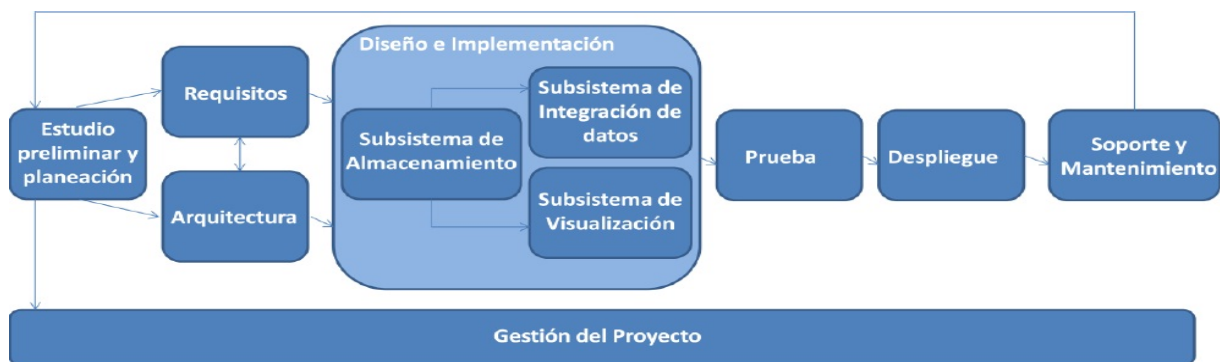 Diseño e Implementación
Estudio
preliminar y
planeación
Requisitos
Arquitectura
Subsistema de
Almacenamiento
Subsistema de
Integración de
datos
Subsistema de
Visualización
Prueba
Despliegue
Soporte y
Mantenimiento
Gestión del Proyecto